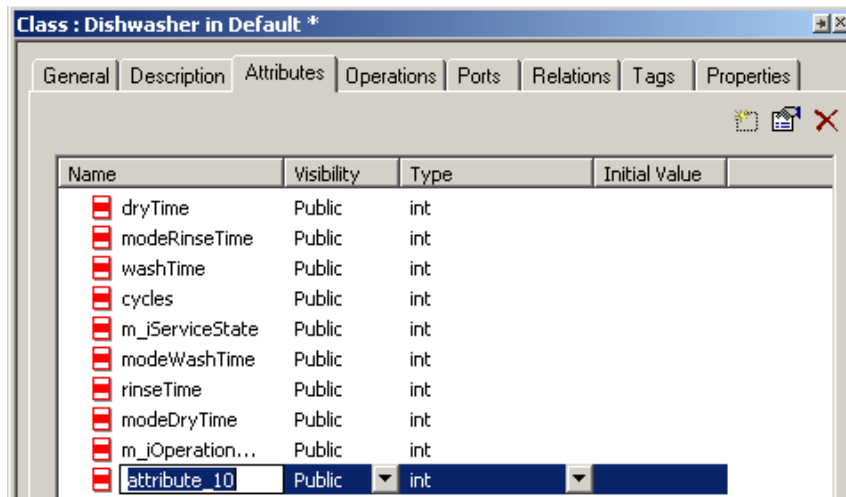 Class : Dishwasher in Default *
General Description Attributes Operations Ports Relations Tags Properties
Name Visibility Type Initial Value
dryTime Public int
modeRinseTime Public int
washTime Public int
cycles Public int
m_iServiceState Public int
modeWashTime Public int
rinseTime Public int
modeDryTime Public int
m_iOperation... Public int
attribute_10 Public int